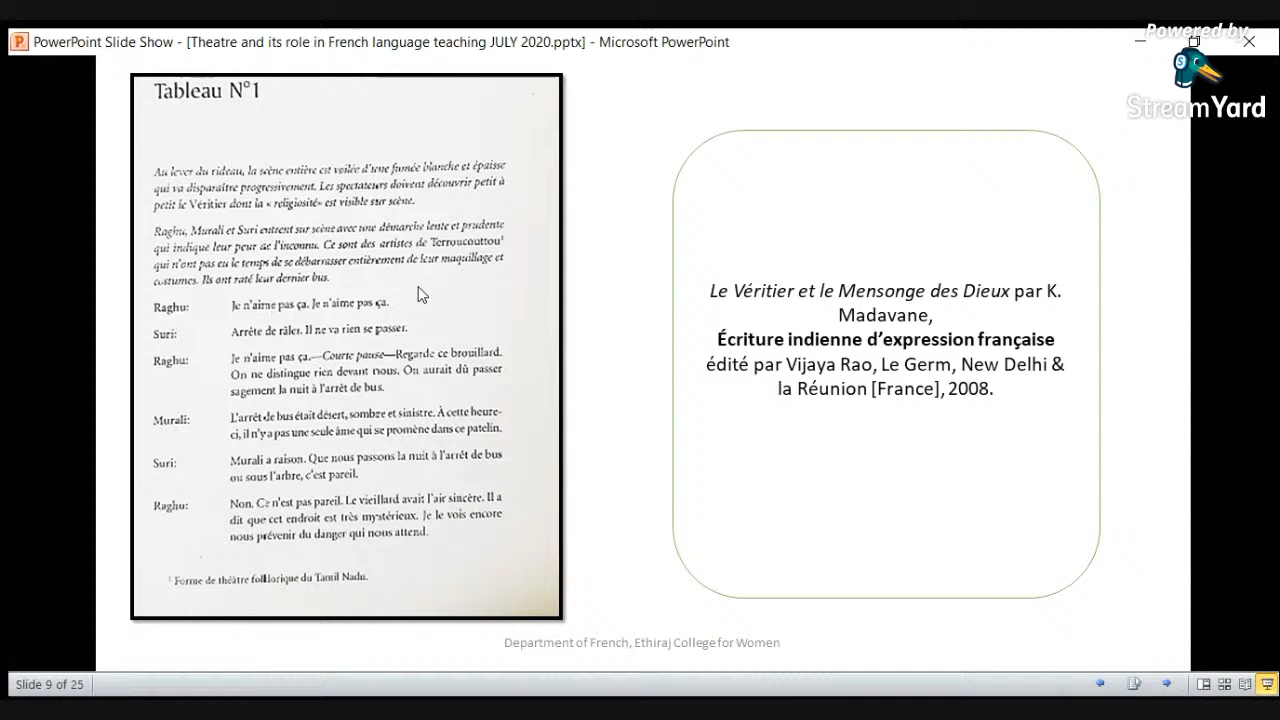 PowerPoint Slide Show - [Theatre and its role in French language teaching JULY 2020.pptx] - Microsoft PowerPoint
Powered by
StreamYard
Tableau N°1
Au lever du rideau, la scène entière est voilée d'une fumée blanche et épaisse
qui va disparaître progressivement. Les spectateurs doivent découvrir petit à
petit le Véritier dont la « religiosité» est visible sur scène.
Raghu, Murali et Suri entrent sur scène avec une démarche lente et prudente
qui indique leur peur de l'inconnu. Ce sont des artistes de Terroucouttou¹
qui n'ont pas eu le temps de se débarrasser entièrement de leur maquillage et
costumes. Ils ont raté leur dernier bus.
Raghu: Je n'aime pas ça. Je n'aime pas ça.
Suri: Arrête de râler. Il ne va rien se passer.
Raghu: Je n'aime pas ça.—Courte pause—Regarde ce brouillard.
On ne distingue rien devant nous. On aurait dû passer
sagement la nuit à l'arrêt de bus.
Murali: L'arrêt de bus était désert, sombre et sinistre. À cette heure-
ci, il n'y a pas une seule âme qui se promène dans ce patelin.
Suri: Murali a raison. Que nous passons la nuit à l'arrêt de bus
ou sous l'arbre, c'est pareil.
Raghu: Non. Ce n'est pas pareil. Le vieillard avait l'air sincère. Il a
dit que cet endroit est très mystérieux. Je le vois encore
nous prévenir du danger qui nous attend.
¹ Forme de théâtre folklorique du Tamil Nadu.
Le Véritier et le Mensonge des Dieux par K.
Madavane,
Écriture indienne d'expression française
édité par Vijaya Rao, Le Germ, New Delhi &
la Réunion [France], 2008.
Department of French, Ethiraj College for Women
Slide 9 of 25